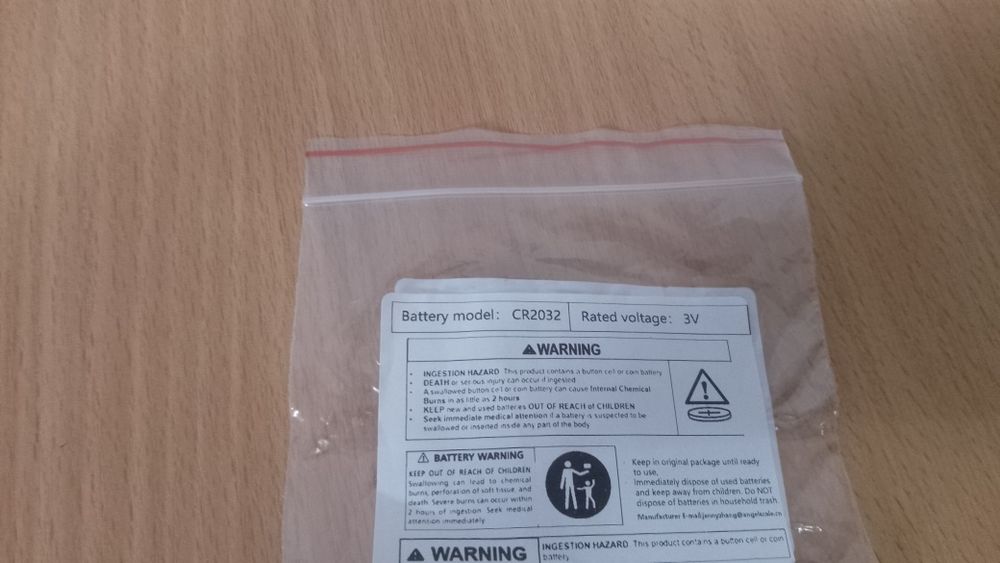 Battery model: CR2032 Rated voltage: 3V
WARNING
• INGESTION HAZARD This product contains a button cell or coin battery
• DEATH or serious injury can occur if ingested
• A swallowed button cell or coin battery can cause Internal Chemical
Burns in as little as 2 hours
• KEEP new and used batteries OUT OF REACH of CHILDREN
• Seek immediate medical attention if a battery is suspected to be
swallowed or inserted inside any part of the body
BATTERY WARNING
KEEP OUT OF REACH OF CHILDREN
Swallowing can lead to chemical
burns, perforation of soft tissue, and
death. Severe burns can occur within
2 hours of ingestion. Seek medical
attention immediately
Keep in original package until ready
to use,
Immediately dispose of used batteries
and keep away from children. Do NOT
dispose of batteries in household trash.
Manufacturer E-mail:
WARNING
INGESTION HAZARD This product contains a button cell or coin
battery